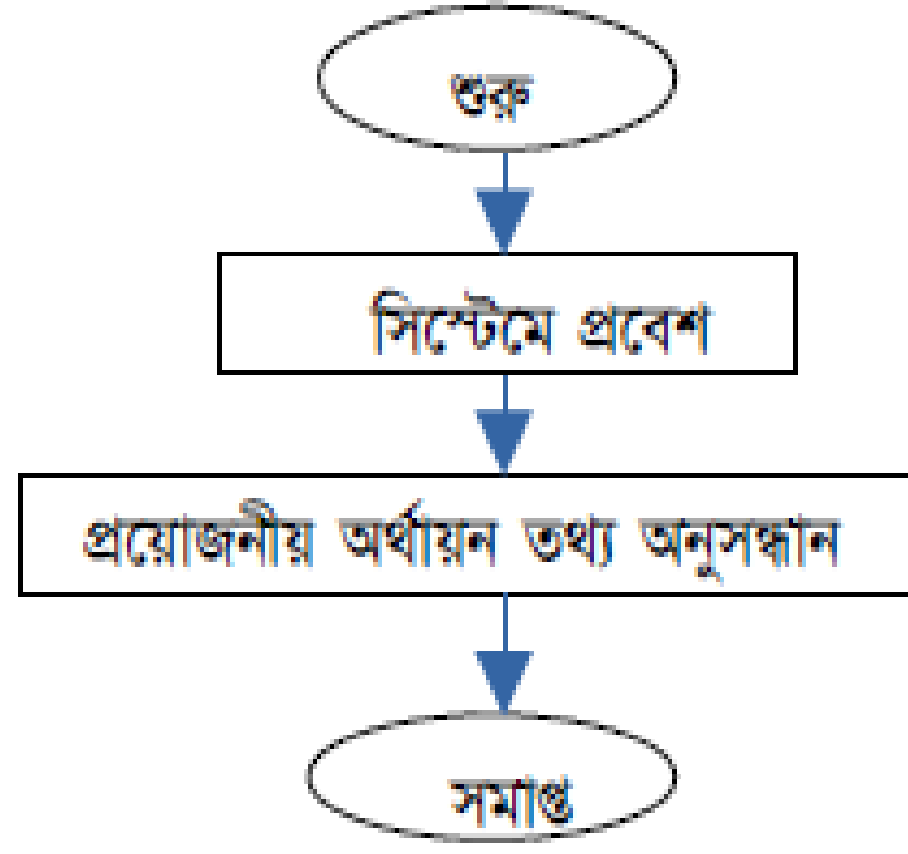 শুরু
সিস্টেমে প্রবেশ
প্রয়োজনীয় অর্থায়ন তথ্য অনুসন্ধান
সমাপ্ত